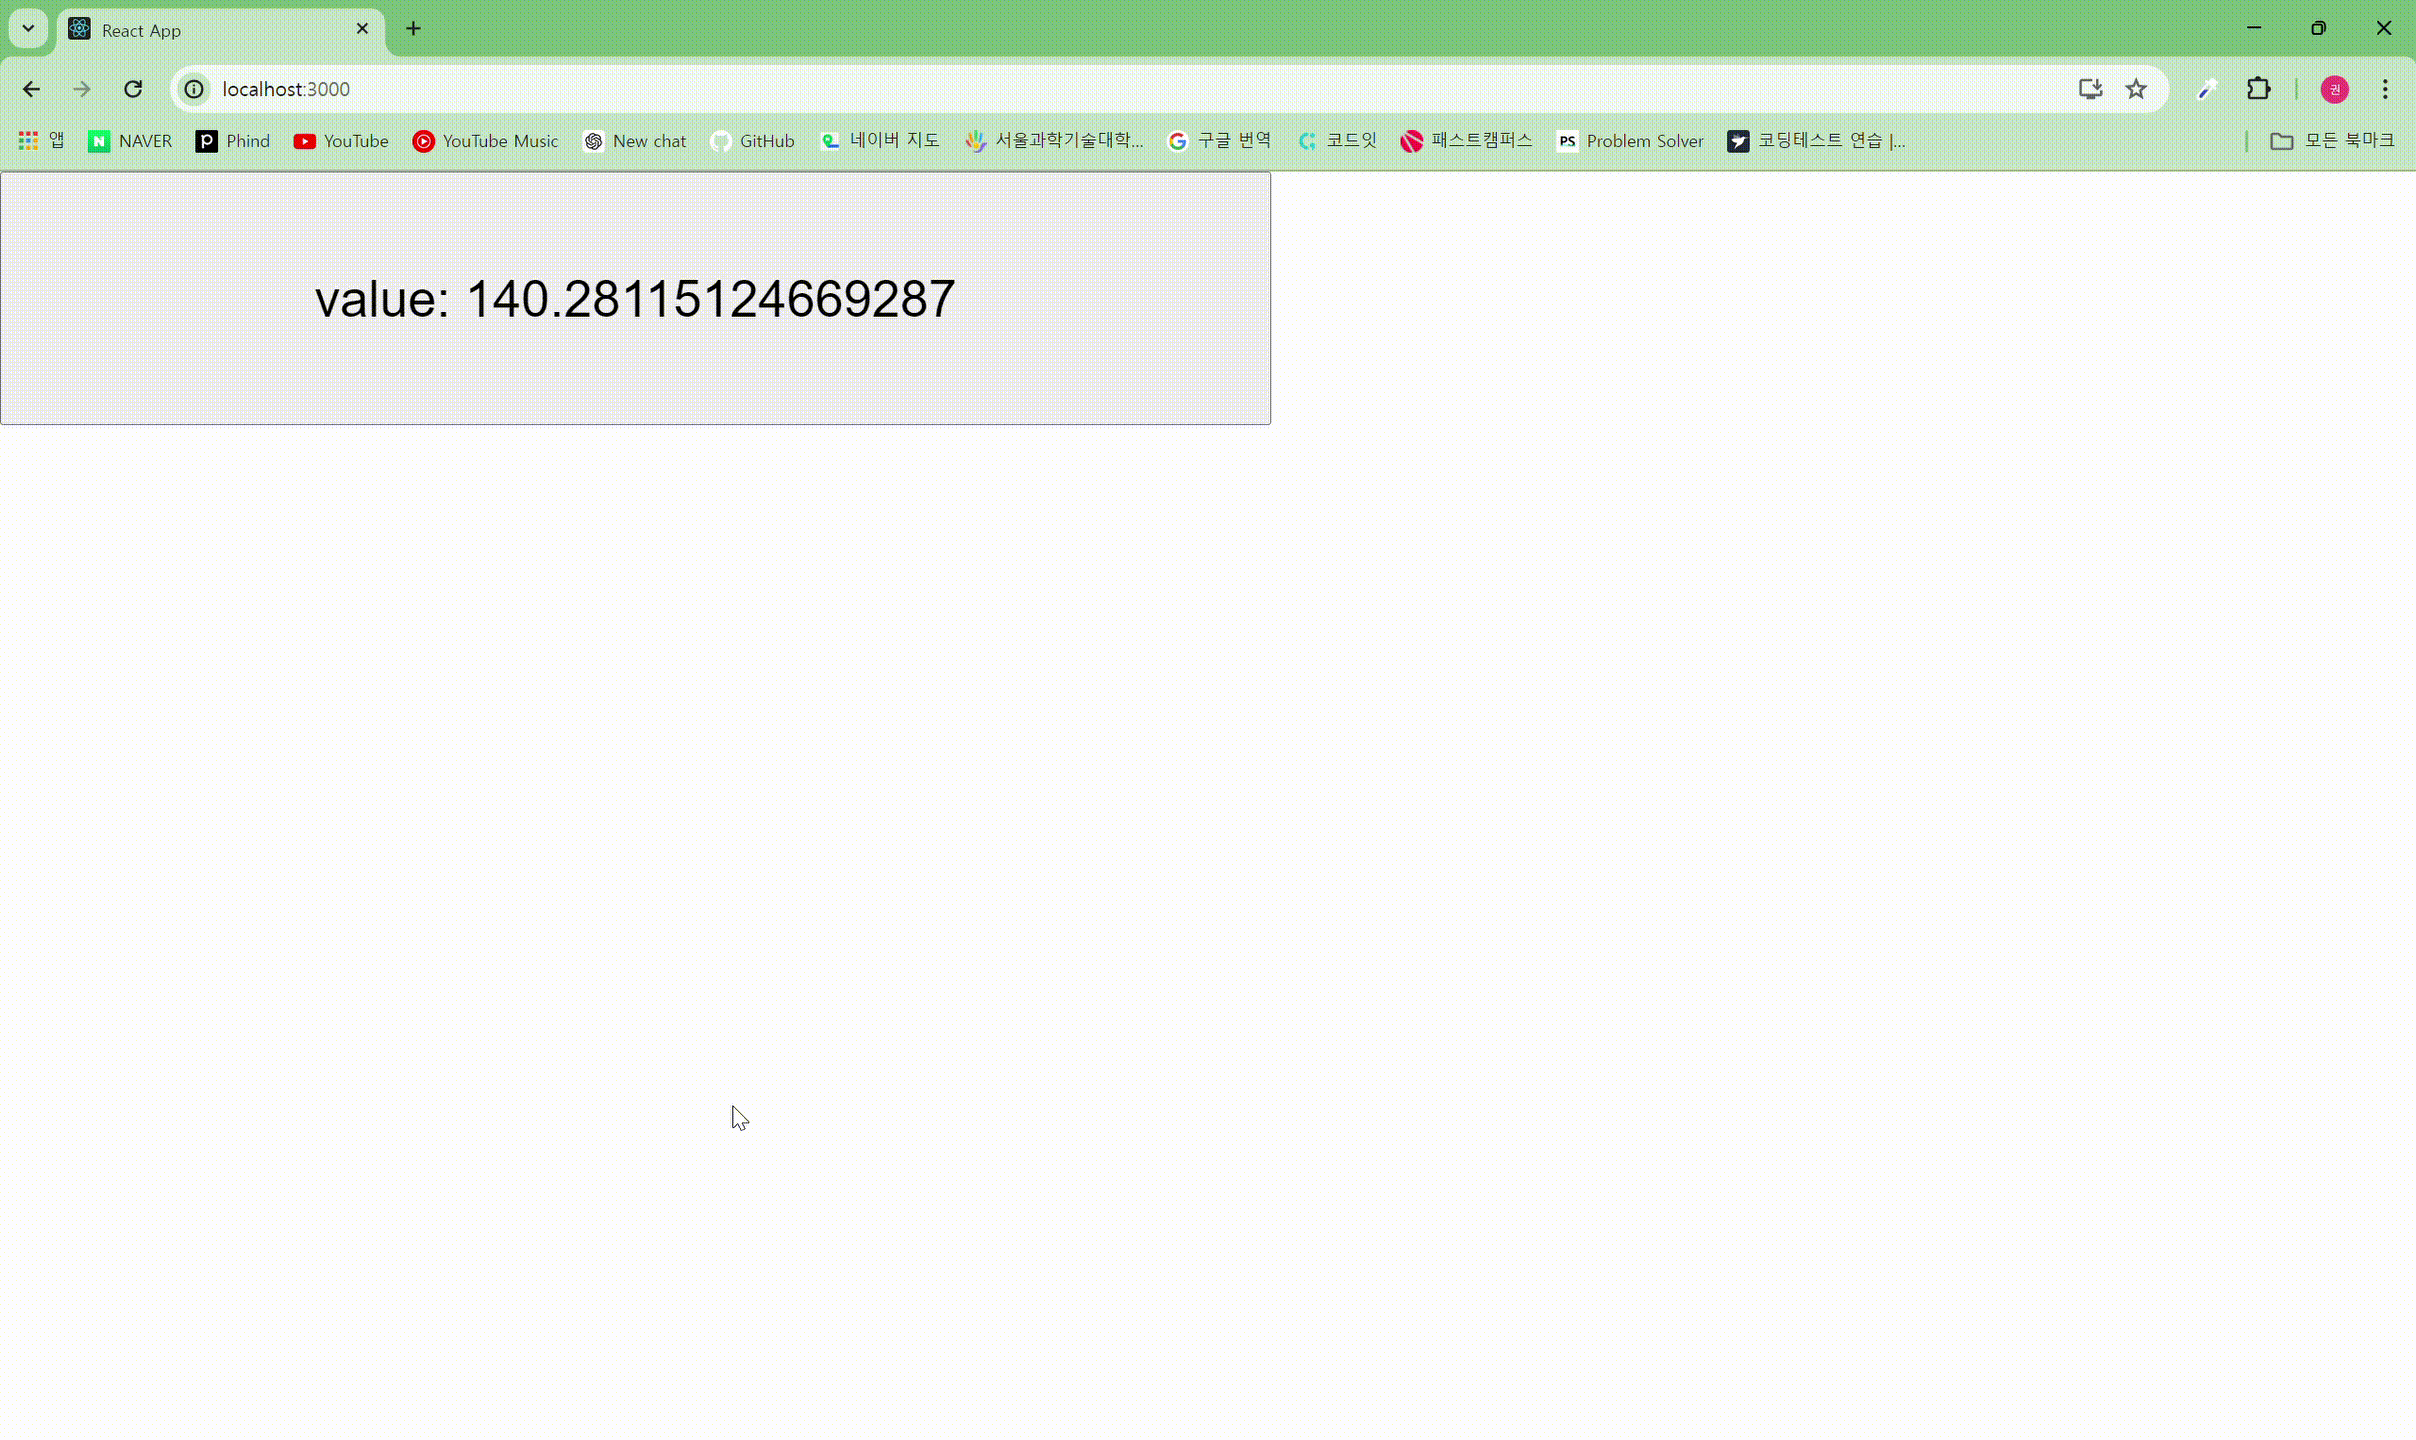 React App
localhost:3000
권
앱 NAVER Phind YouTube YouTube Music New chat GitHub 네이버 지도 서울과학기술대학... 구글 번역 코드잇 패스트캠퍼스 PS Problem Solver 코딩테스트 연습 |... 모든 북마크
value: 140.28115124669287